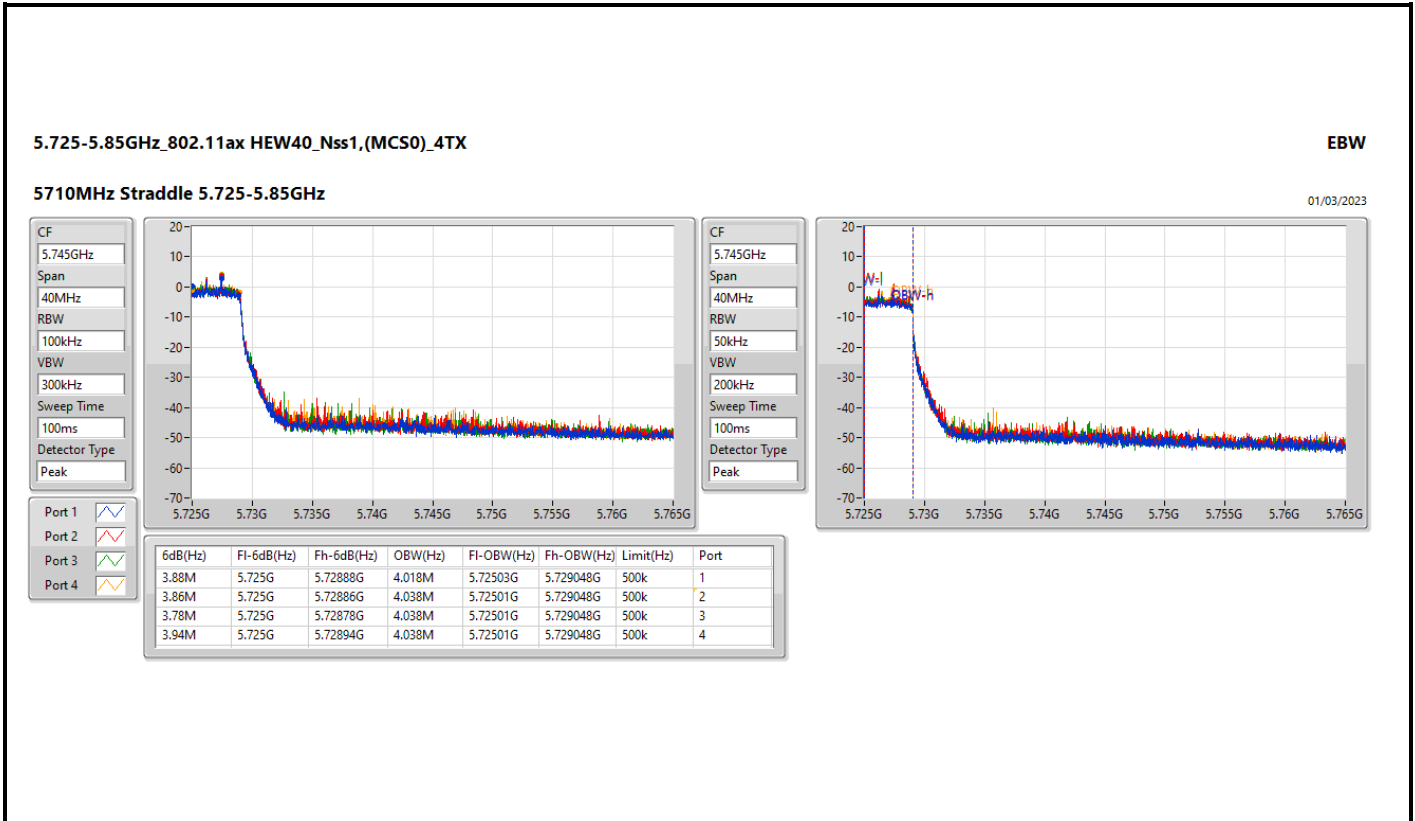 5.725-5.85GHz_802.11ax HEW40_Nss1,(MCS0)_4TX
EBW
5710MHz Straddle 5.725-5.85GHz
01/03/2023
CF
5.745GHz
Span
40MHz
RBW
100kHz
VBW
300kHz
Sweep Time
100ms
Detector Type
Peak
20
10
0
-10
-20
-30
-40
-50
-60
-70
5.725G 5.73G 5.735G 5.74G 5.745G 5.75G 5.755G 5.76G 5.765G
CF
5.745GHz
Span
40MHz
RBW
50kHz
VBW
200kHz
Sweep Time
100ms
Detector Type
Peak
20
10
0
-10
-20
-30
-40
-50
-60
-70
OBW-h
5.725G 5.73G 5.735G 5.74G 5.745G 5.75G 5.755G 5.76G 5.765G
Port 1
Port 2
Port 3
Port 4
6dB(Hz) Fl-6dB(Hz) Fh-6dB(Hz) OBW(Hz) Fl-OBW(Hz) Fh-OBW(Hz) Limit(Hz) Port
3.88M 5.725G 5.72888G 4.018M 5.72503G 5.729048G 500k 1
3.86M 5.725G 5.72886G 4.038M 5.72501G 5.729048G 500k 2
3.78M 5.725G 5.72878G 4.038M 5.72501G 5.729048G 500k 3
3.94M 5.725G 5.72894G 4.038M 5.72501G 5.729048G 500k 4